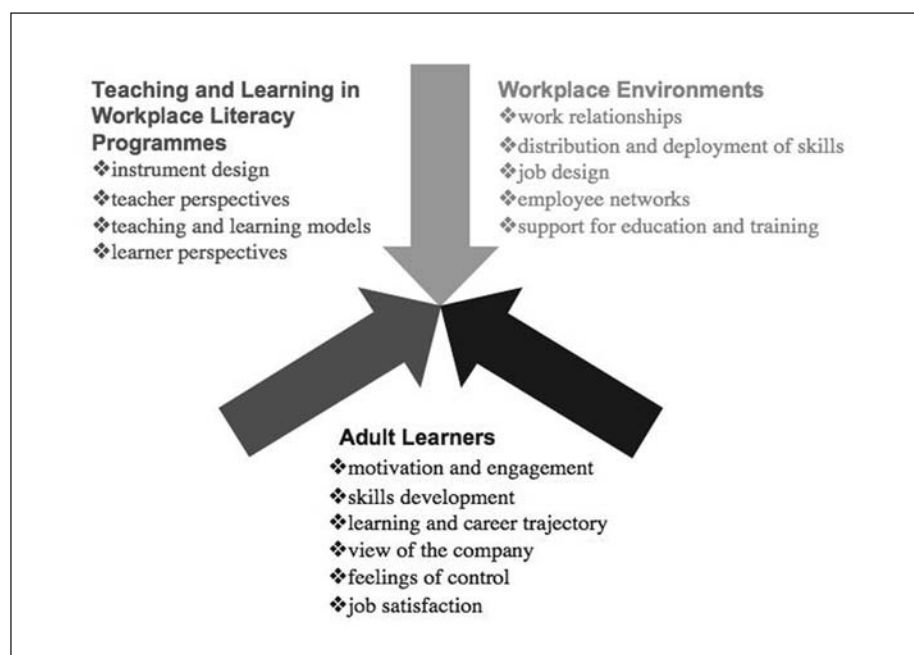 Teaching and Learning in
Workplace Literacy
Programmes
❖instrument design
❖teacher perspectives
❖teaching and learning models
❖learner perspectives
Workplace Environments
❖work relationships
❖distribution and deployment of skills
❖job design
❖employee networks
❖support for education and training
Adult Learners
❖motivation and engagement
❖skills development
❖learning and career trajectory
❖view of the company
❖feelings of control
❖job satisfaction